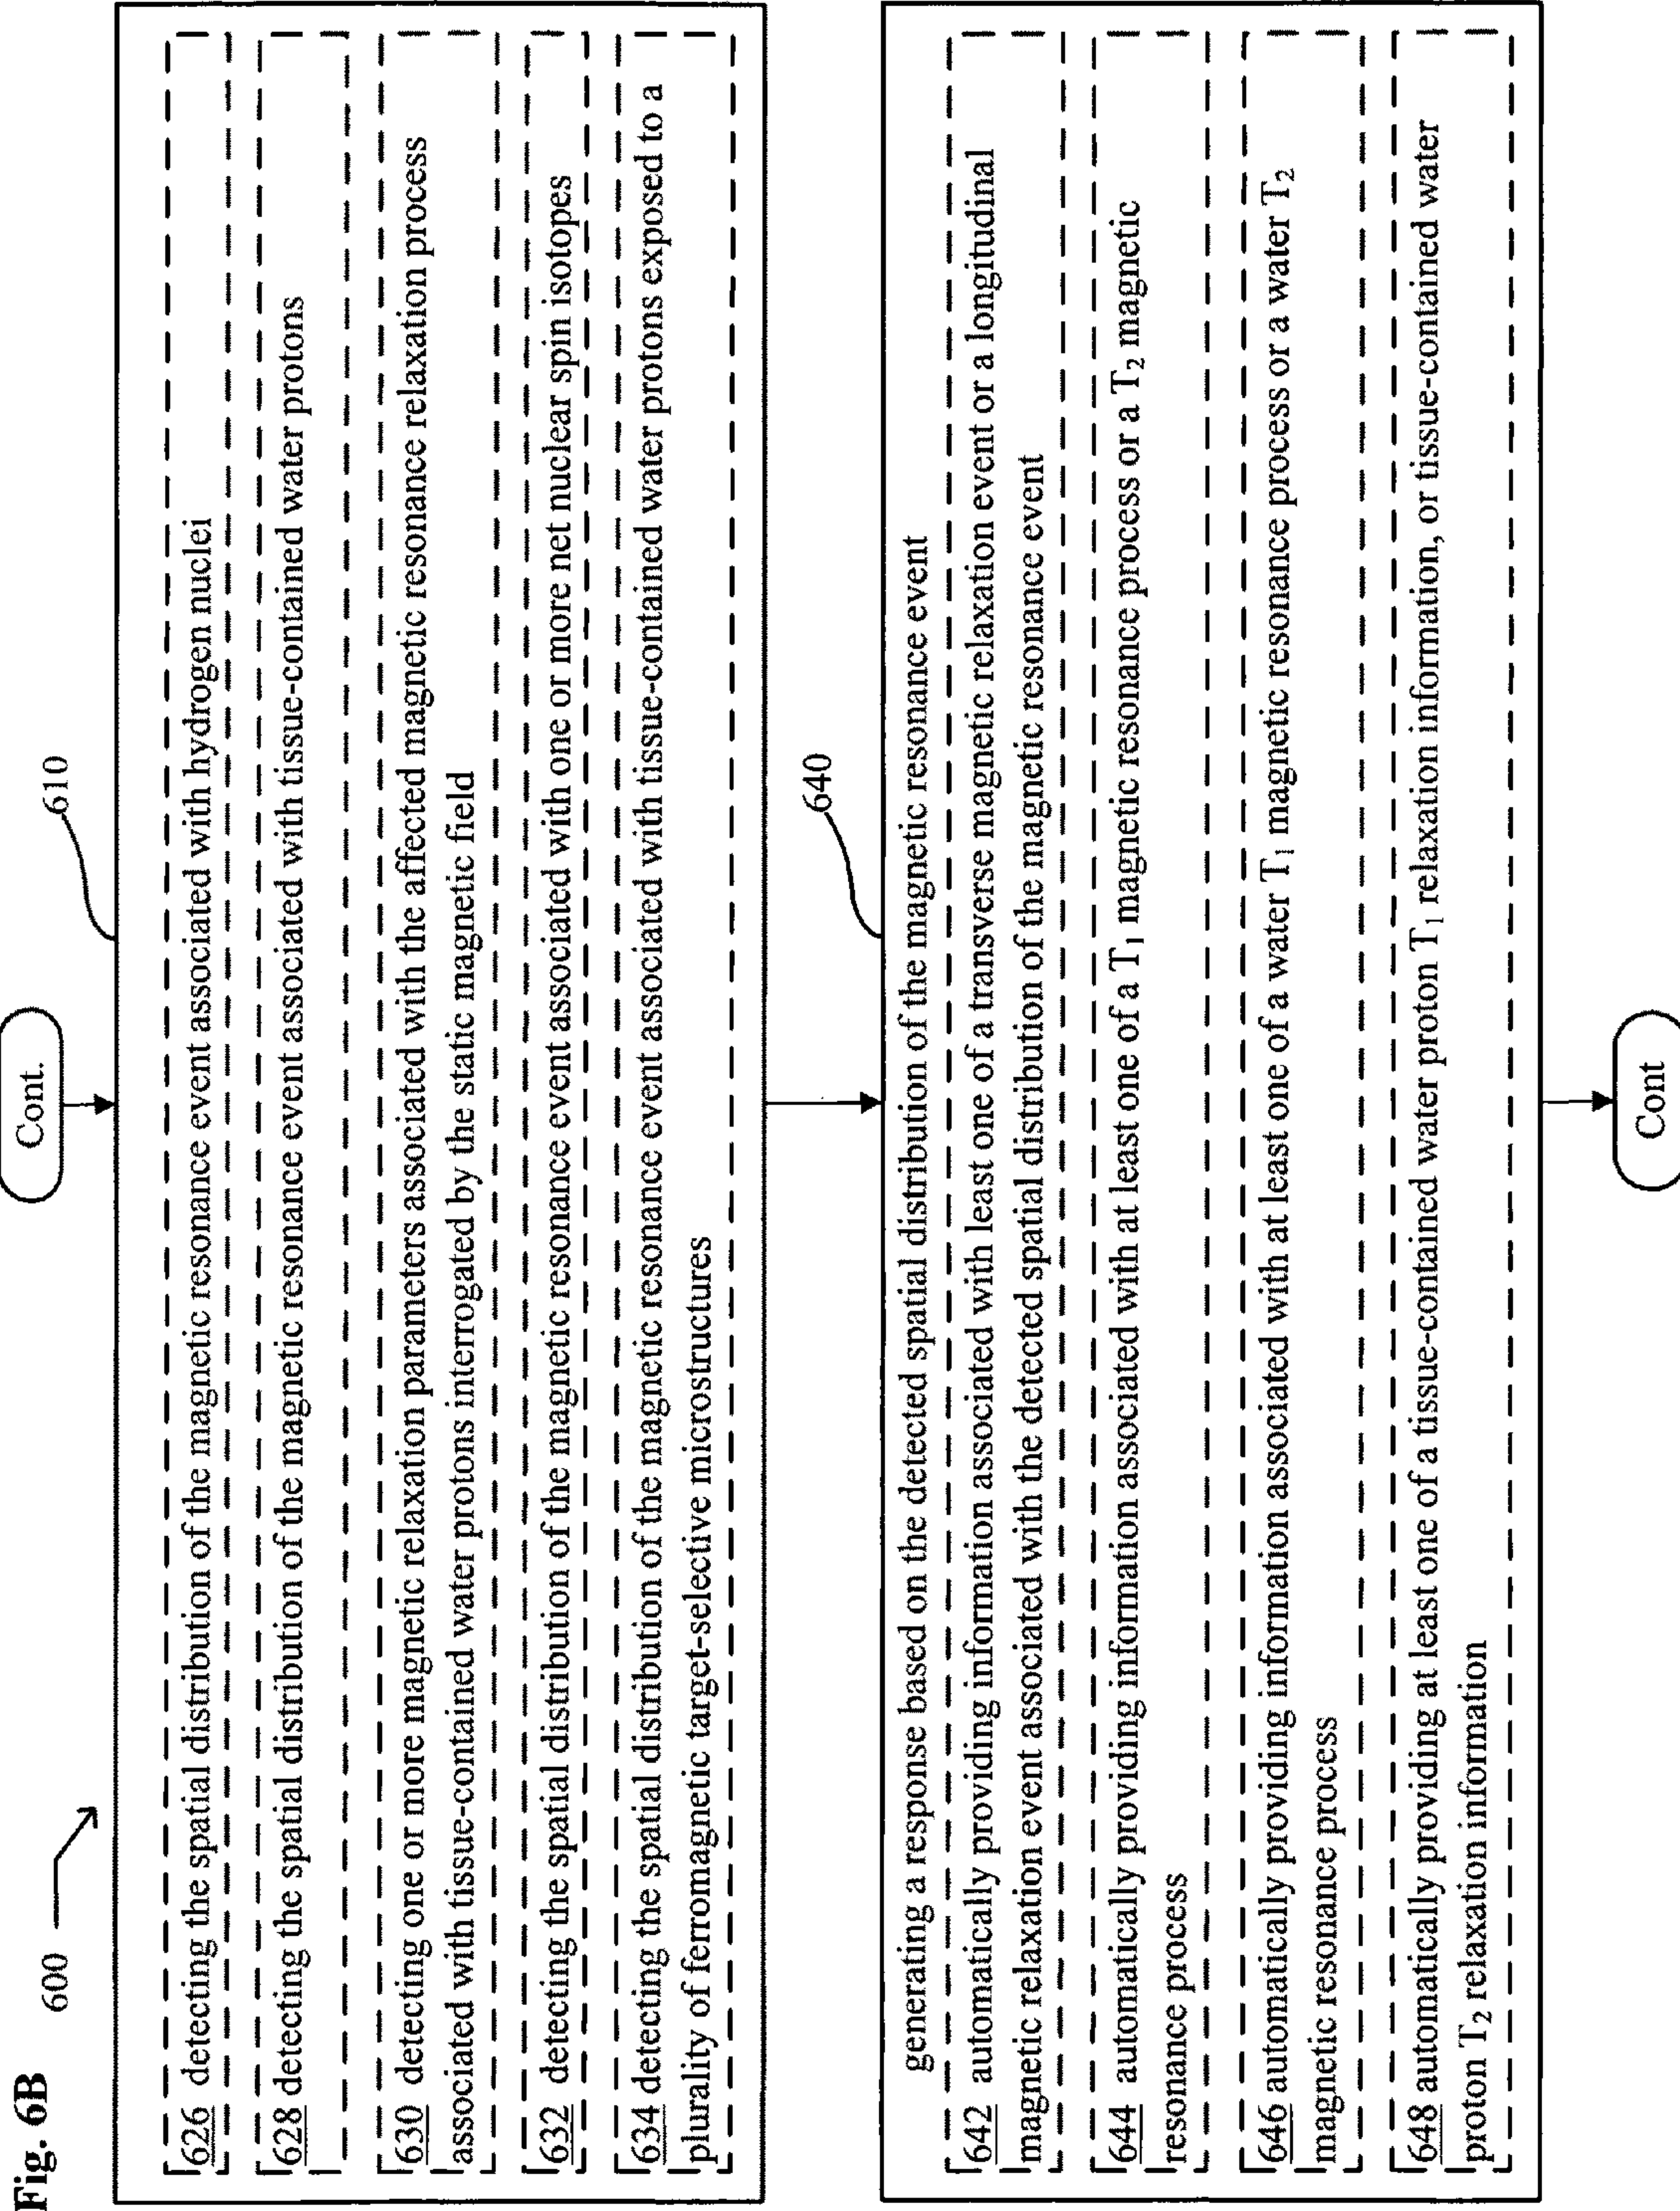 Fig. 6B
600
Cont.
610
626 detecting the spatial distribution of the magnetic resonance event associated with hydrogen nuclei
628 detecting the spatial distribution of the magnetic resonance event associated with tissue-contained water protons
630 detecting one or more magnetic relaxation parameters associated with the affected magnetic resonance relaxation process
associated with tissue-contained water protons interrogated by the static magnetic field
632 detecting the spatial distribution of the magnetic resonance event associated with one or more net nuclear spin isotopes
634 detecting the spatial distribution of the magnetic resonance event associated with tissue-contained water protons exposed to a
plurality of ferromagnetic target-selective microstructures
640
generating a response based on the detected spatial distribution of the magnetic resonance event
642 automatically providing information associated with least one of a transverse magnetic relaxation event or a longitudinal
magnetic relaxation event associated with the detected spatial distribution of the magnetic resonance event
644 automatically providing information associated with at least one of a T₁ magnetic resonance process or a T₂ magnetic
resonance process
646 automatically providing information associated with at least one of a water T₁ magnetic resonance process or a water T₂
magnetic resonance process
648 automatically providing at least one of a tissue-contained water proton T₁ relaxation information, or tissue-contained water
proton T₂ relaxation information
Cont